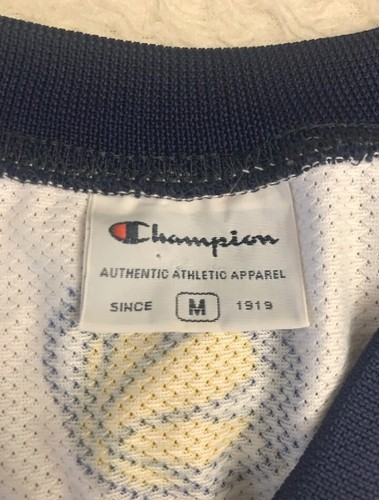 Champion
AUTHENTIC ATHLETIC APPAREL
SINCE M 1919